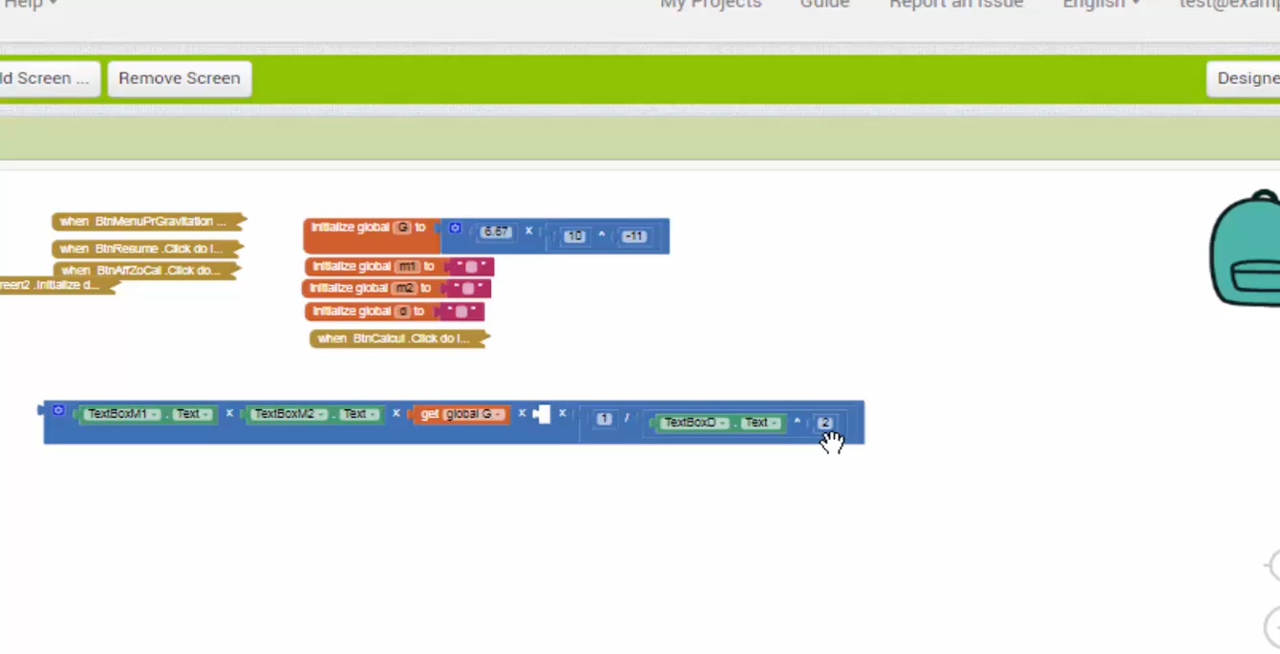 Help
My Projects
Guide
Report an Issue
English
test@examp
ld Screen ...
Remove Screen
Designe
when BtnMenuPrGravitation ...
when BtnResume .Click do i...
when BtnAffZoCal .Click do...
reen2 .Initialize d...
initialize global G to 6.67 × 10 ^ -11
initialize global m1 to " "
initialize global m2 to " "
initialize global d to " "
when BtnCalcul .Click do i...
TextBoxM1 . Text × TextBoxM2 . Text × get global G × × 1 / TextBoxD . Text ^ 2